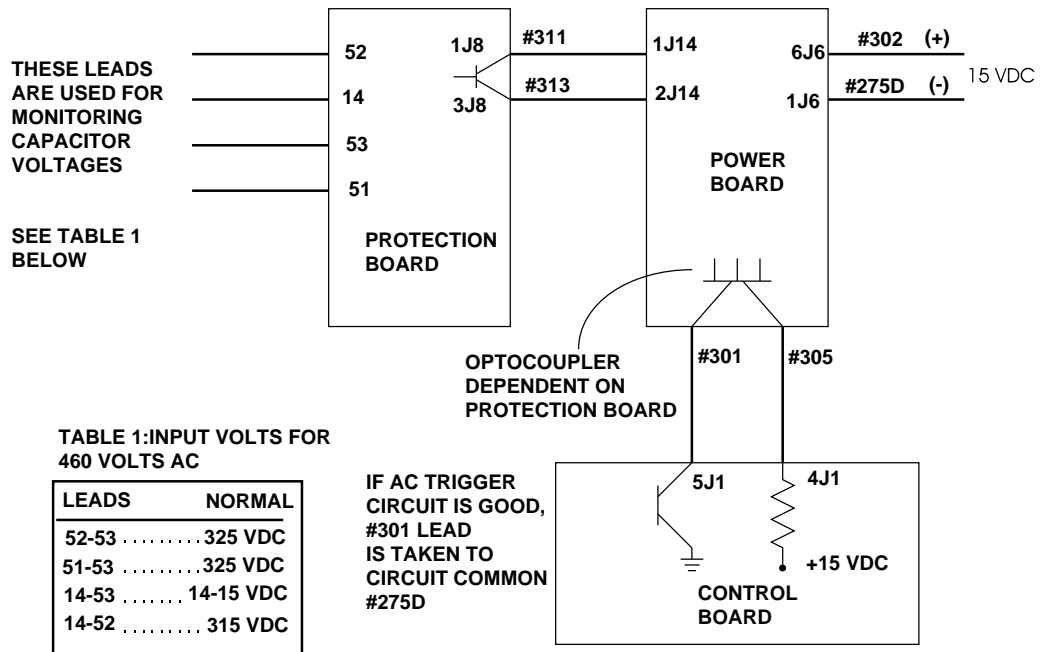 THESE LEADS
ARE USED FOR
MONITORING
CAPACITOR
VOLTAGES
SEE TABLE 1
BELOW
52
14
53
51
1J8
3J8
PROTECTION
BOARD
#311
#313
1J14
2J14
6J6
1J6
POWER
BOARD
#302 (+)
#275D (-)
15 VDC
OPTOCOUPLER
DEPENDENT ON
PROTECTION BOARD
#301
#305
TABLE 1:INPUT VOLTS FOR
460 VOLTS AC
LEADS NORMAL
52-53 ......... 325 VDC
51-53 ......... 325 VDC
14-53 ....... 14-15 VDC
14-52 ......... 315 VDC
IF AC TRIGGER
CIRCUIT IS GOOD,
#301 LEAD
IS TAKEN TO
CIRCUIT COMMON
#275D
5J1
4J1
+15 VDC
CONTROL
BOARD